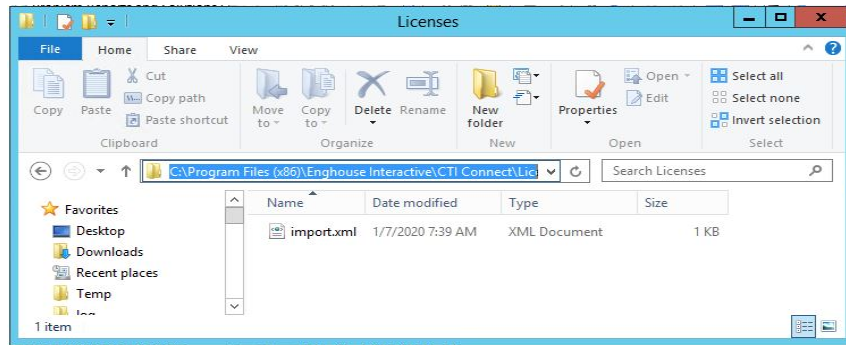 Licenses
File Home Share View
Copy Paste Cut Copy path Paste shortcut
Move to Copy to Delete Rename
New folder
Properties Open Edit
Select all Select none Invert selection
Clipboard Organize New Open Select
C:\Program Files (x86)\Enghouse Interactive\CTI Connect\Lic
Search Licenses
Name Date modified Type Size
import.xml 1/7/2020 7:39 AM XML Document 1 KB
Favorites
Desktop
Downloads
Recent places
Temp
1 item